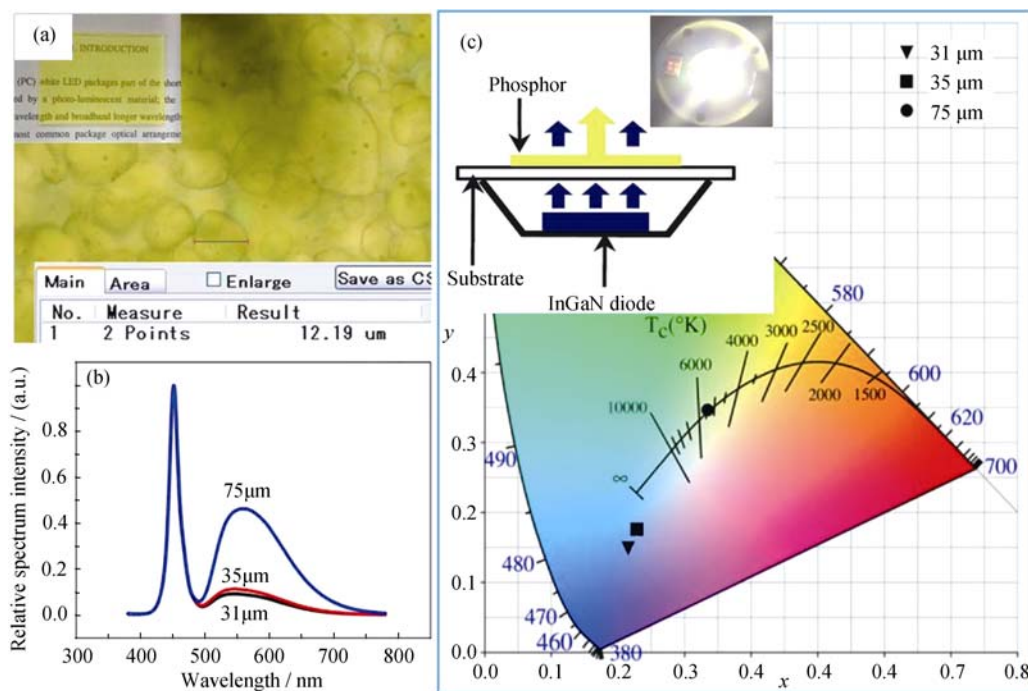 (a)
. INTRODUCTION
(PC) white LED packages part of the short
ed by a photo-luminescent material; the
avelength and broadband longer wavelength
most common package optical arrangeme
Main Area Enlarge Save as CS
No. Measure Result
1 2 Points 12.19 um
(b)
Relative spectrum intensity / (a.u.)
0.8
0.6
0.4
0.2
0.0
75μm
35μm
31μm
300 400 500 600 700 800
Wavelength / nm
(c)
31 μm
35 μm
75 μm
Phosphor
Substrate
InGaN diode
y
0.4
0.3
0.2
0.1
0.0
Tc(°K)
∞
10000
6000
4000
3000
2500
2000
1500
580
600
620
700
490
480
470
460
380
0.0 0.1 0.2 0.3 0.4 0.4 0.7 0.8
x